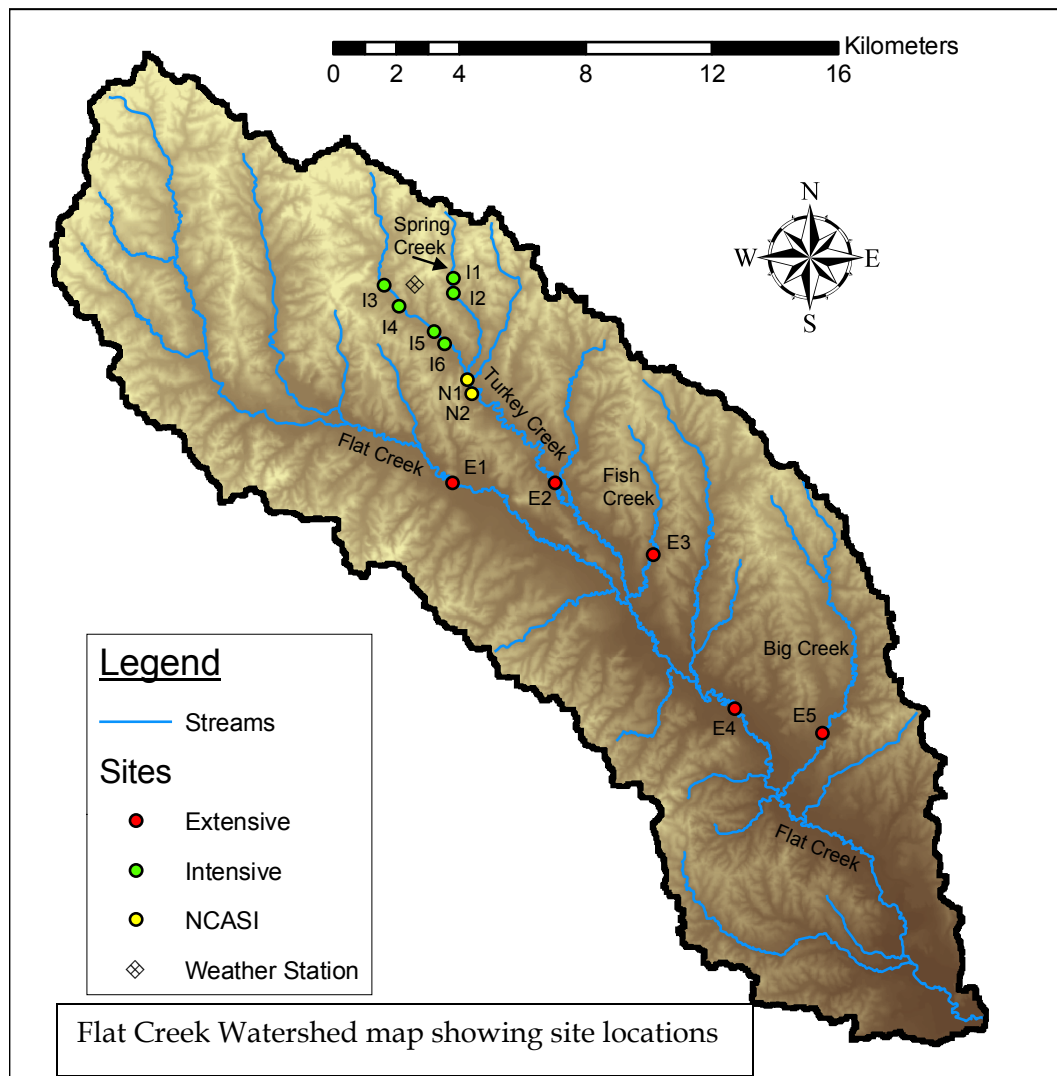 Kilometers
0 2 4 8 12 16
N
W E
S
Spring
Creek
I1
I2
I3
I4
I5
I6
N1
N2
Turkey Creek
Flat Creek
E1
E2
Fish
Creek
E3
Big Creek
E4
E5
Flat Creek
Legend
Streams
Sites
Extensive
Intensive
NCASI
Weather Station
Flat Creek Watershed map showing site locations